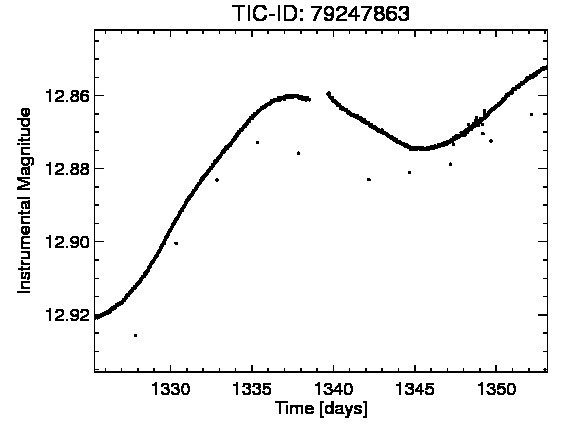 TIC-ID: 79247863
Instrumental Magnitude
12.86
12.88
12.90
12.92
1330 1335 1340 1345 1350
Time [days]